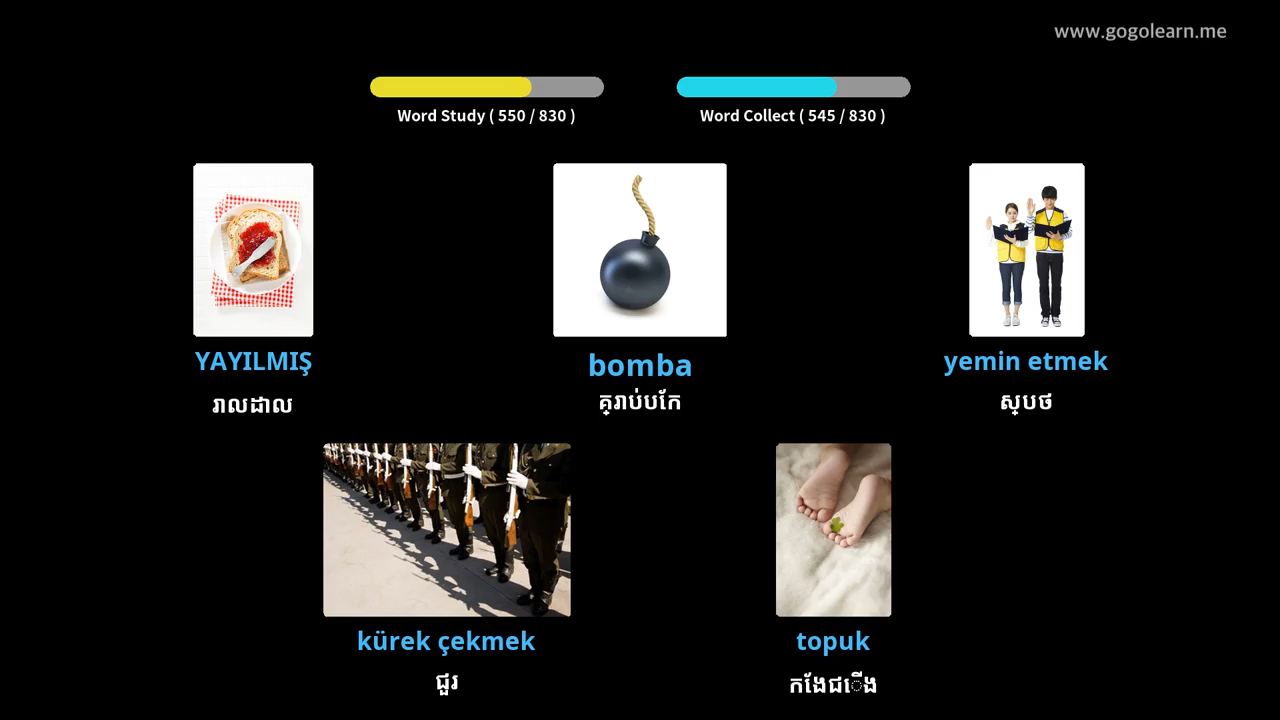 www.gogolearn.me
Word Study ( 550 / 830 )
Word Collect ( 545 / 830 )
YAYILMIŞ
រាលដាល
bomba
គ្រាប់បែក
yemin etmek
ស្បថ
kürek çekmek
ជួរ
topuk
កែងជើង